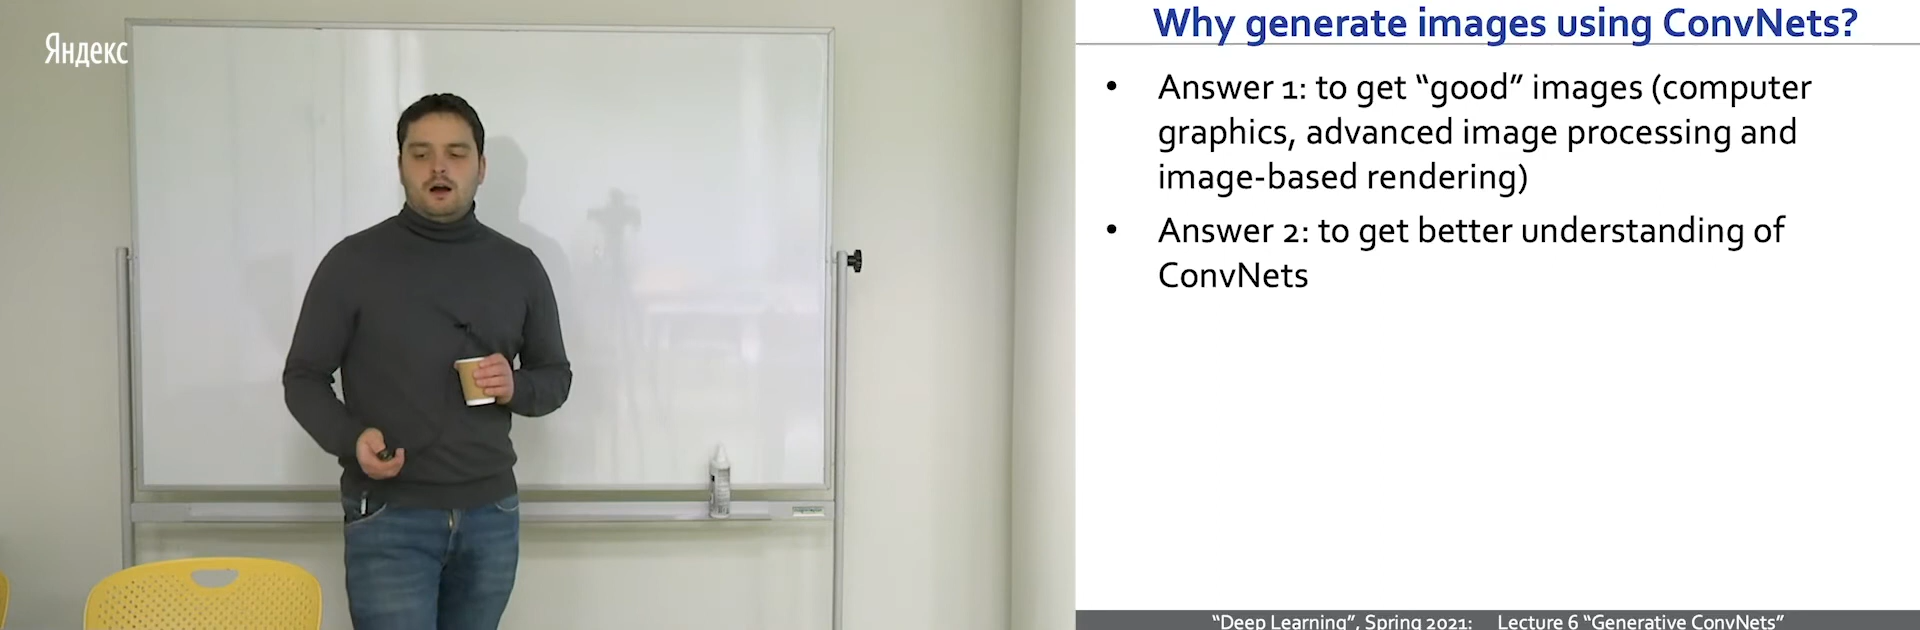 Яндекс
Why generate images using ConvNets?
• Answer 1: to get “good” images (computer
graphics, advanced image processing and
image-based rendering)
• Answer 2: to get better understanding of
ConvNets
“Deep Learning”, Spring 2021: Lecture 6 “Generative ConvNets”